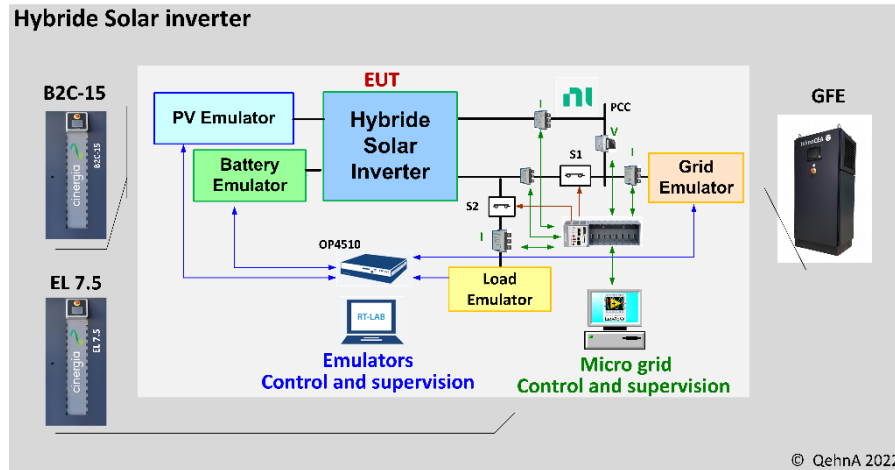 Hybride Solar inverter
B2C-15
cinergia
B2C-15
EL 7.5
cinergia
EL 7.5
EUT
PV Emulator
Battery
Emulator
Hybride
Solar
Inverter
I
PCC
V
S1
I
Grid
Emulator
S2
I
OP4510
Load
Emulator
RT-LAB
Emulators
Control and supervision
Micro grid
Control and supervision
GFE
© QehnA 2022